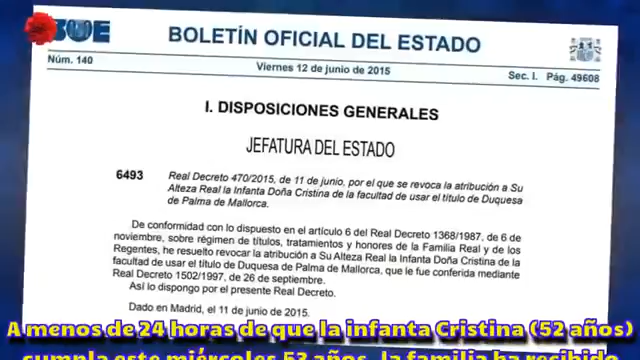 BOE
BOLETÍN OFICIAL DEL ESTADO
Núm. 140
Viernes 12 de junio de 2015
Sec. I. Pág. 49608
I. DISPOSICIONES GENERALES
JEFATURA DEL ESTADO
6493
Real Decreto 470/2015, de 11 de junio, por el que se revoca la atribución a Su
Alteza Real la Infanta Doña Cristina de la facultad de usar el título de Duquesa
de Palma de Mallorca.
De conformidad con lo dispuesto en el artículo 6 del Real Decreto 1368/1987, de 6 de
noviembre, sobre régimen de títulos, tratamientos y honores de la Familia Real y de los
Regentes, he resuelto revocar la atribución a Su Alteza Real la Infanta Doña Cristina de la
facultad de usar el título de Duquesa de Palma de Mallorca, que le fue conferida mediante
Real Decreto 1502/1997, de 26 de septiembre.
Así lo dispongo por el presente Real Decreto.
Dado en Madrid, el 11 de junio de 2015.
A menos de 24 horas de que la infanta Cristina (52 años)
cumpla este miércoles 53 años, la familia ha recibido